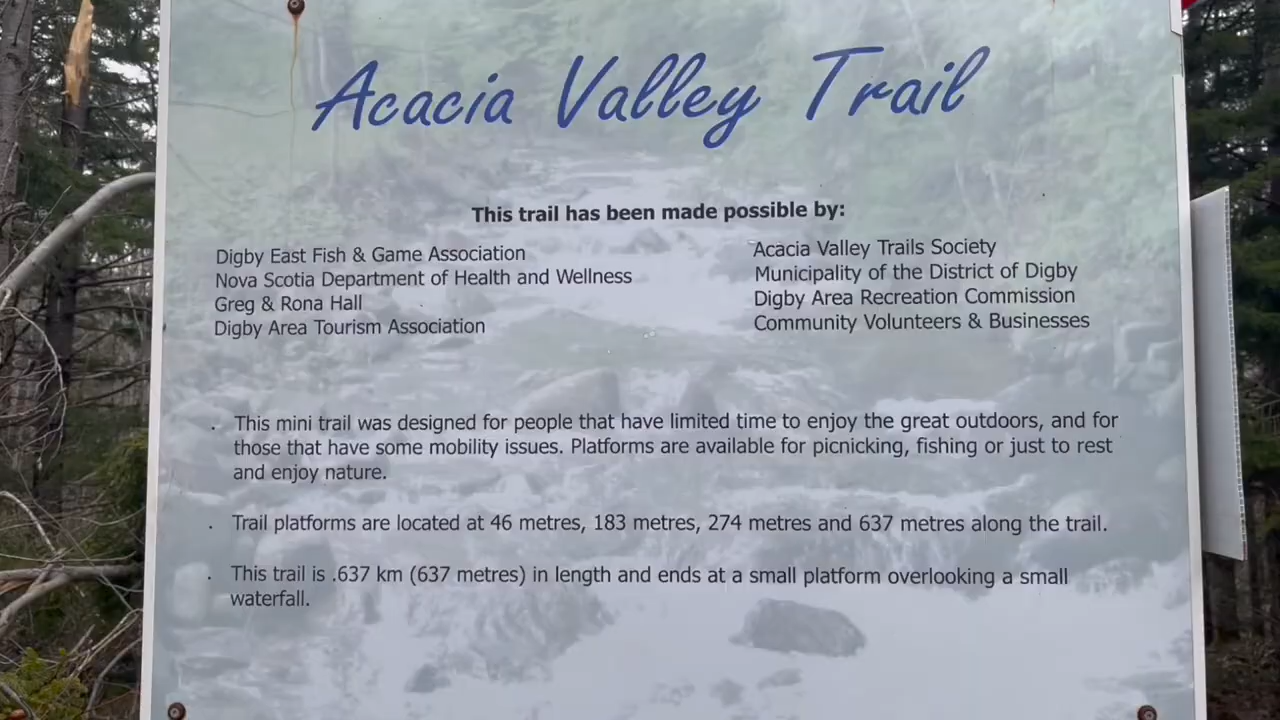 Acacia Valley Trail
This trail has been made possible by:
Digby East Fish & Game Association
Nova Scotia Department of Health and Wellness
Greg & Rona Hall
Digby Area Tourism Association
Acacia Valley Trails Society
Municipality of the District of Digby
Digby Area Recreation Commission
Community Volunteers & Businesses
. This mini trail was designed for people that have limited time to enjoy the great outdoors, and for
those that have some mobility issues. Platforms are available for picnicking, fishing or just to rest
and enjoy nature.
. Trail platforms are located at 46 metres, 183 metres, 274 metres and 637 metres along the trail.
. This trail is .637 km (637 metres) in length and ends at a small platform overlooking a small
waterfall.